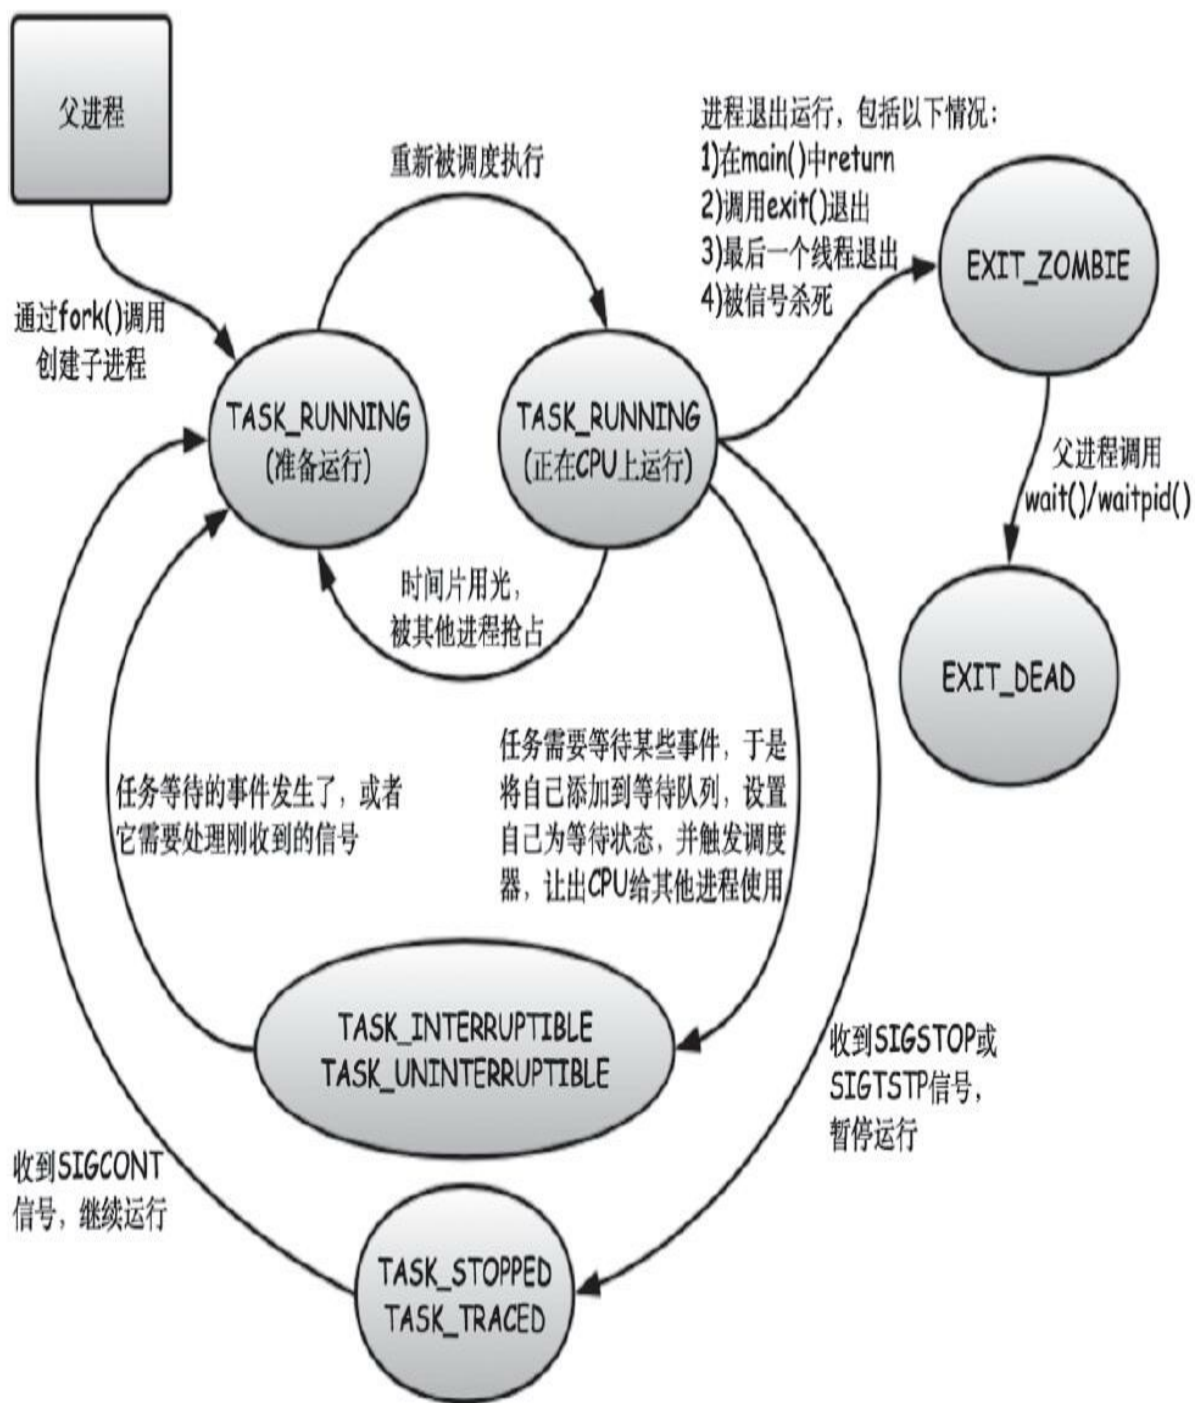 父进程
通过fork()调用
创建子进程
重新被调度执行
进程退出运行，包括以下情况：
1)在main()中return
2)调用exit()退出
3)最后一个线程退出
4)被信号杀死
EXIT_ZOMBIE
TASK_RUNNING
(准备运行)
TASK_RUNNING
(正在CPU上运行)
父进程调用
wait()/waitpid()
时间片用光，
被其他进程抢占
EXIT_DEAD
任务等待的事件发生了，或者
它需要处理刚收到的信号
任务需要等待某些事件，于是
将自己添加到等待队列，设置
自己为等待状态，并触发调度
器，让出CPU给其他进程使用
TASK_INTERRUPTIBLE
TASK_UNINTERRUPTIBLE
收到SIGSTOP或
SIGTSTP信号，
暂停运行
收到SIGCONT
信号，继续运行
TASK_STOPPED
TASK_TRACED